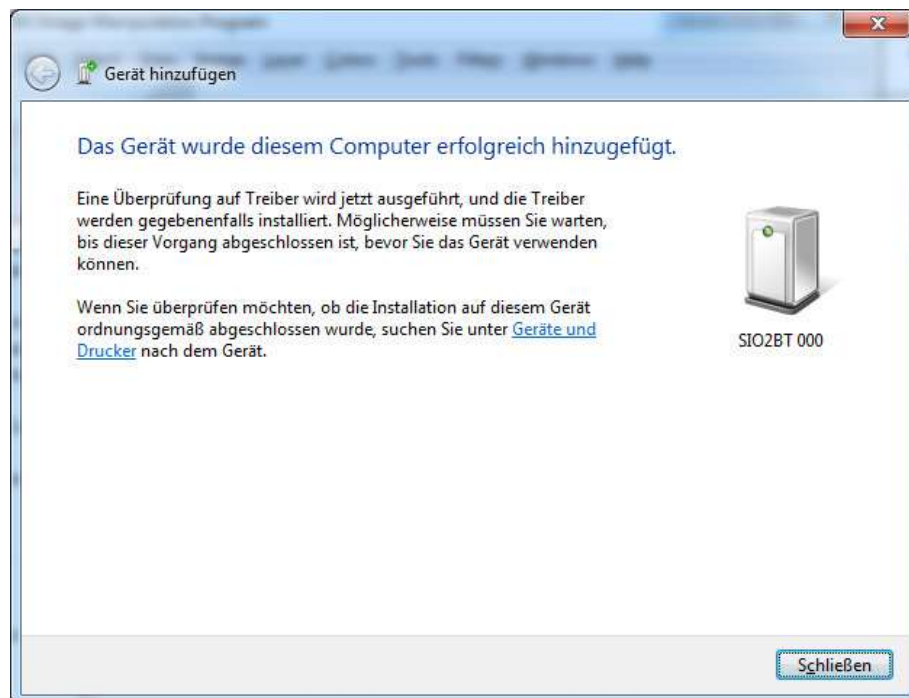 Gerät hinzufügen
Das Gerät wurde diesem Computer erfolgreich hinzugefügt.
Eine Überprüfung auf Treiber wird jetzt ausgeführt, und die Treiber
werden gegebenenfalls installiert. Möglicherweise müssen Sie warten,
bis dieser Vorgang abgeschlossen ist, bevor Sie das Gerät verwenden
können.
Wenn Sie überprüfen möchten, ob die Installation auf diesem Gerät
ordnungsgemäß abgeschlossen wurde, suchen Sie unter Geräte und
Drucker nach dem Gerät.
SIO2BT 000
Schließen